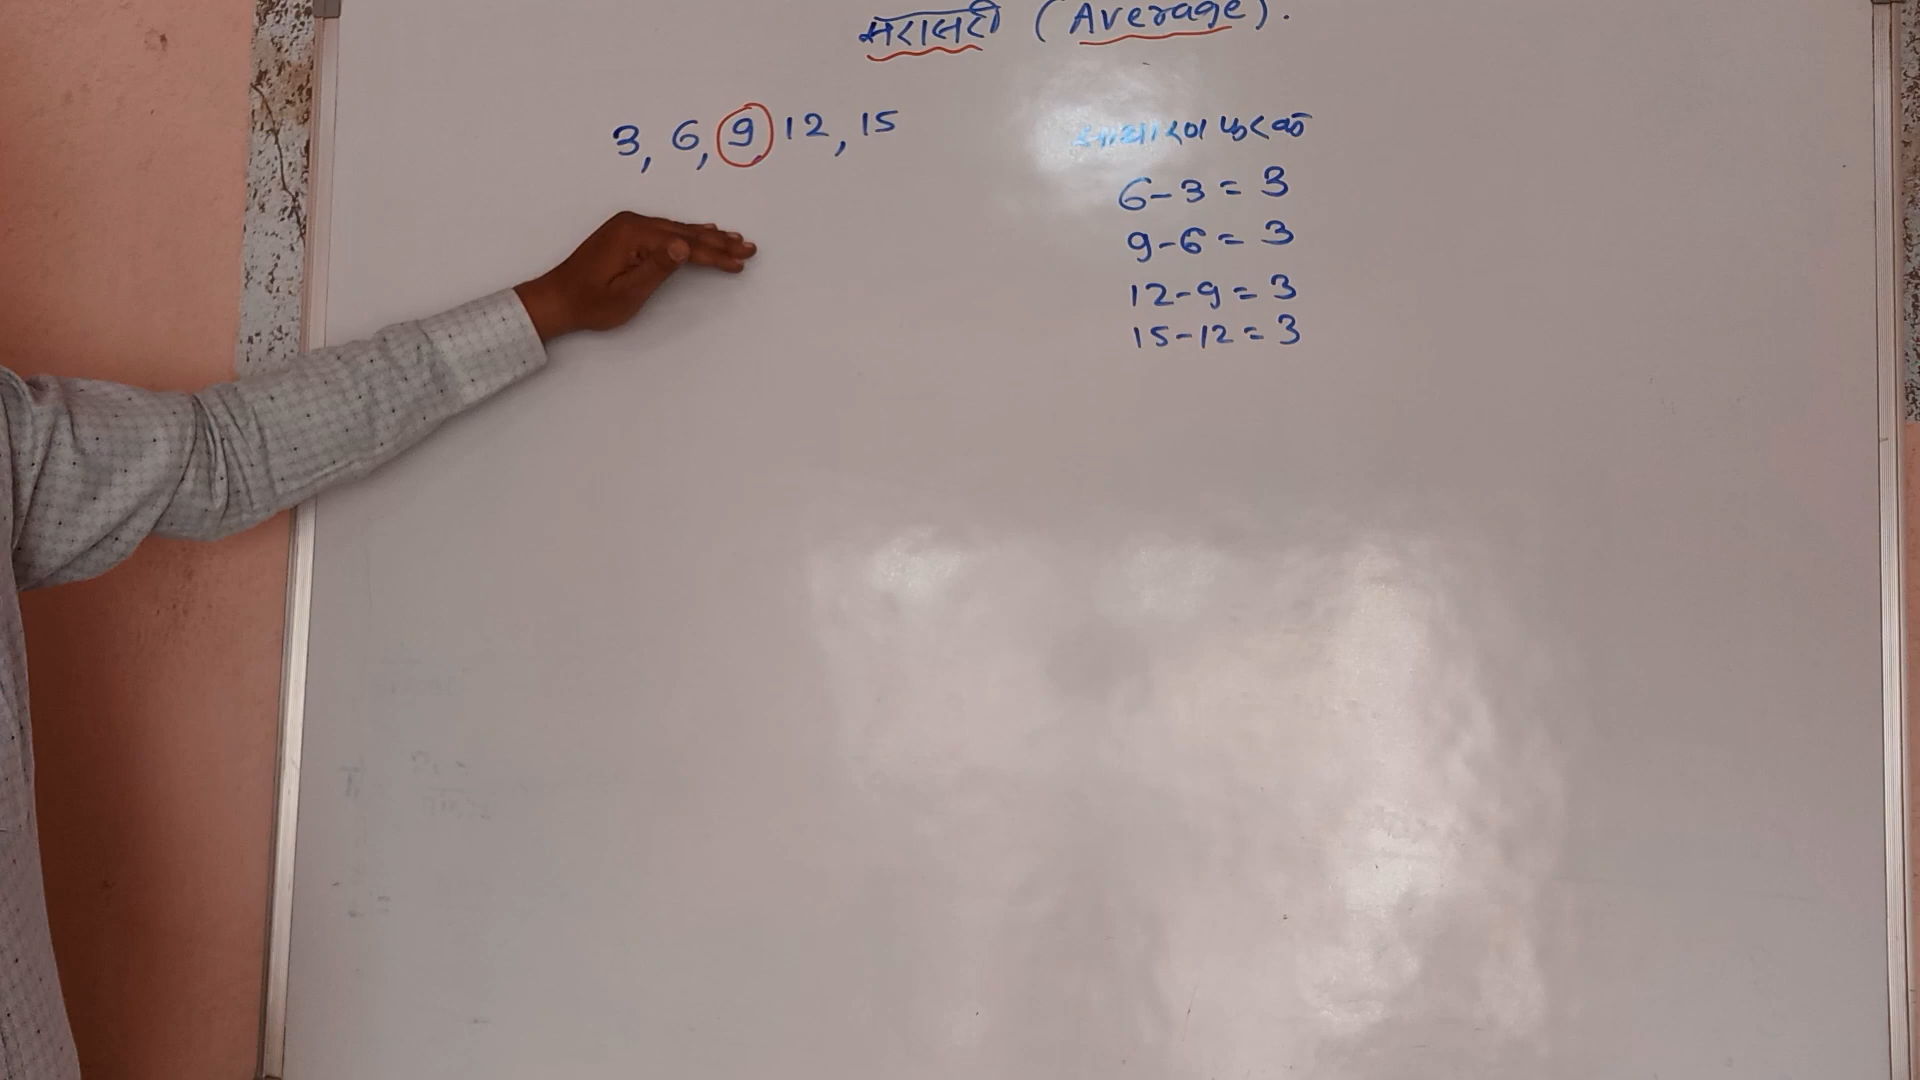 सरासरी (Average).
3, 6, 9 12, 15
साधारण फरक
6-3 = 3
9-6 = 3
12-9 = 3
15-12 = 3